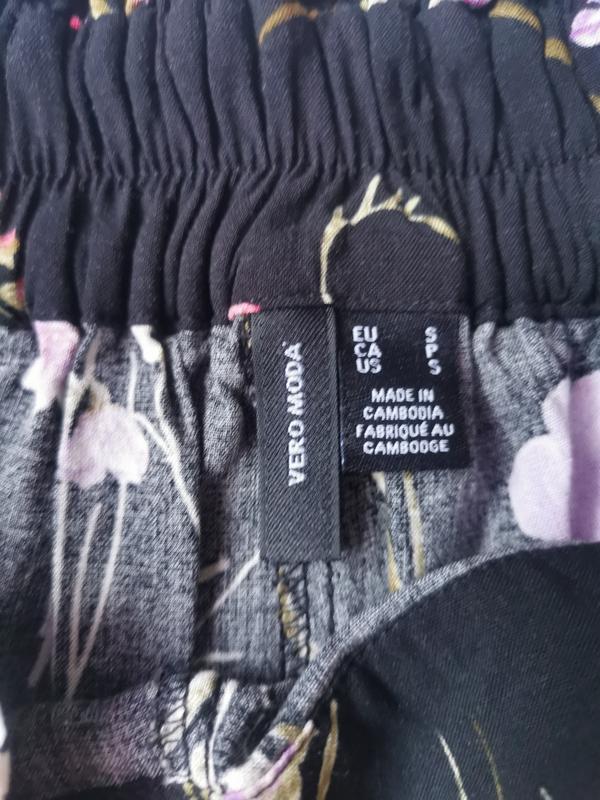 VERO MODA
EU S
CA P
US S
MADE IN
CAMBODIA
FABRIQUÉ AU
CAMBODGE